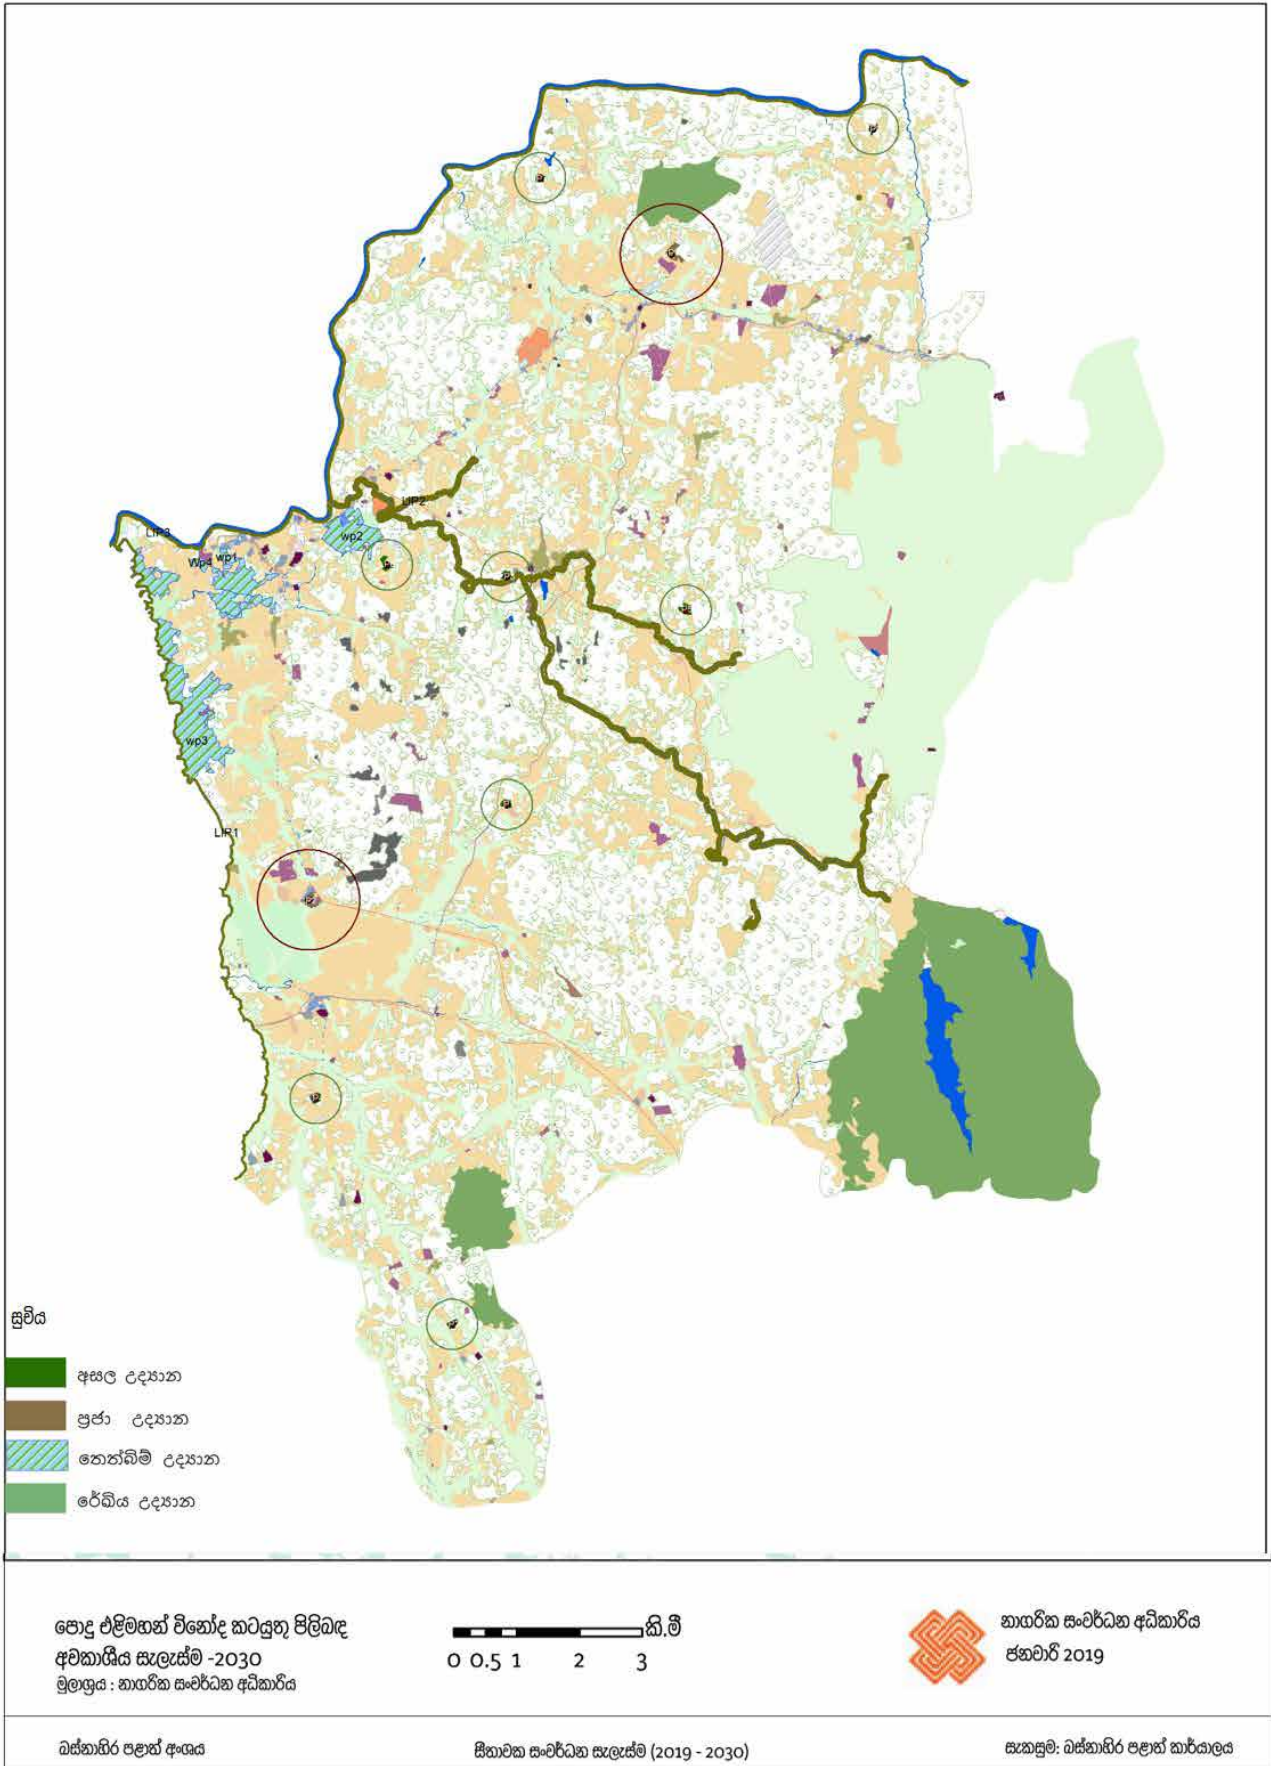 LIP2
LIP3
wp2
Wp4 wp1
wp3
LIP1
සූචිය
අසල උද්‍යාන
ප්‍රජා උද්‍යාන
තෙත්බිම් උද්‍යාන
රේඛීය උද්‍යාන
පොදු එළිමහන් විනෝද කටයුතු පිලිබඳ
අවකාශීය සැලැස්ම -2030
මූලාශ්‍රය : නාගරික සංවර්ධන අධිකාරිය
කි.මී
0 0.5 1 2 3
නාගරික සංවර්ධන අධිකාරිය
ජනවාරි 2019
බස්නාහිර පළාත් අංශය
සීතාවක සංවර්ධන සැලැස්ම (2019 - 2030)
සැකසුම: බස්නාහිර පළාත් කාර්යාලය